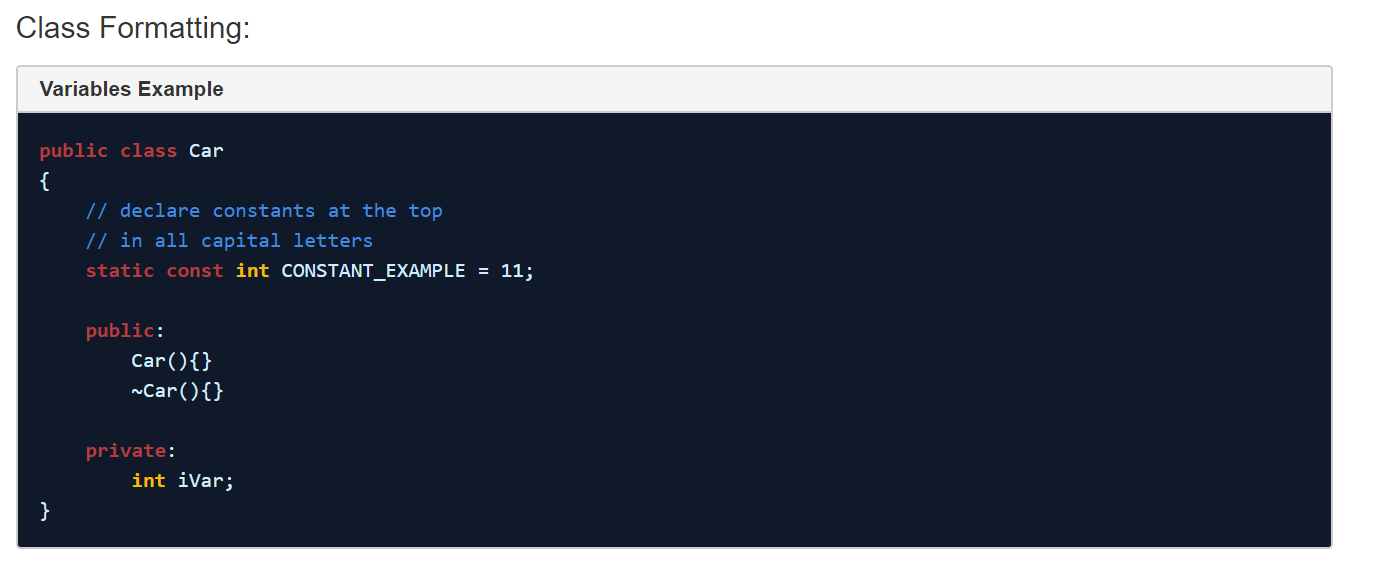 Class Formatting:
Variables Example
public class Car
{
    // declare constants at the top
    // in all capital letters
    static const int CONSTANT_EXAMPLE = 11;
    public:
        Car(){}
        ~Car(){}
    private:
        int iVar;
}